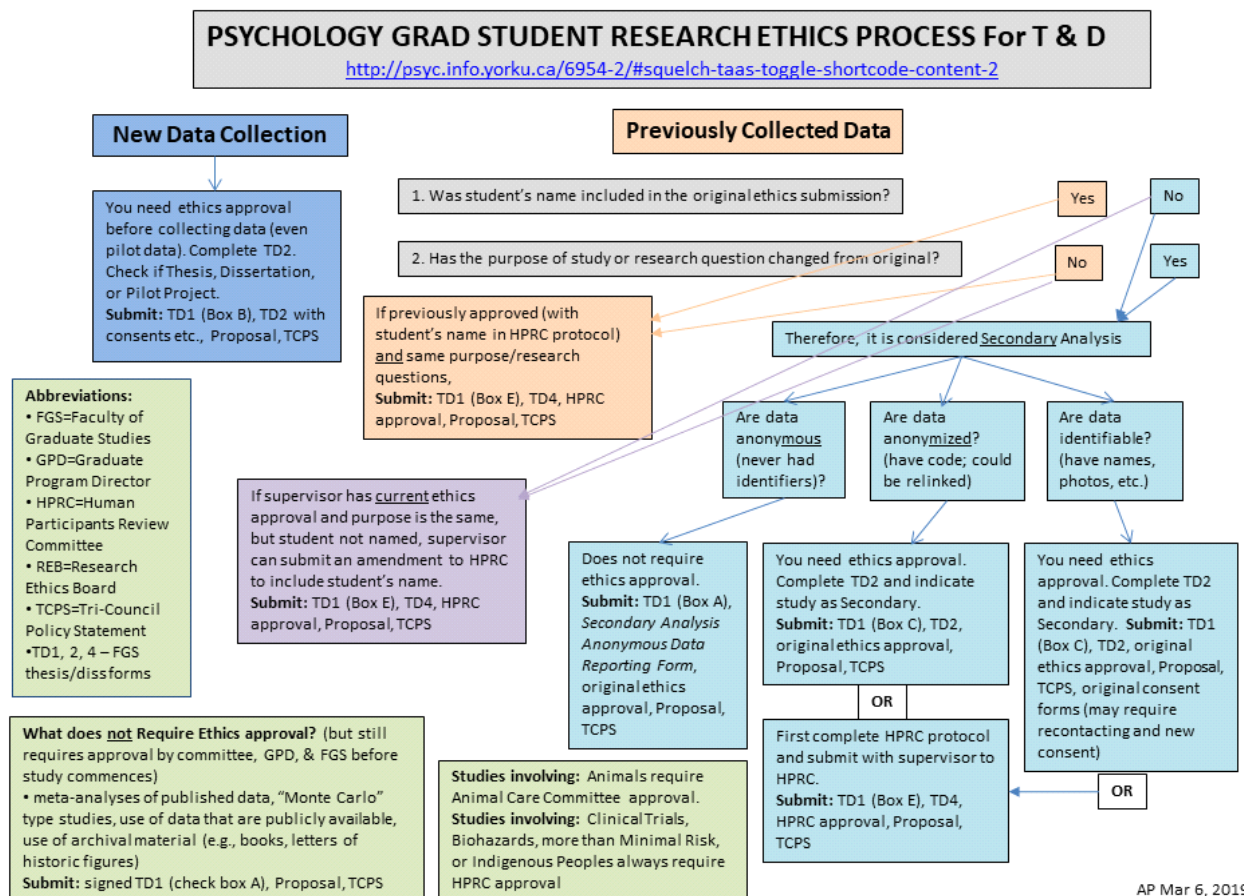 PSYCHOLOGY GRAD STUDENT RESEARCH ETHICS PROCESS For T & D
http://psyc.info.yorku.ca/6954-2/#squelch-taas-toggle-shortcode-content-2
New Data Collection
You need ethics approval
before collecting data (even
pilot data). Complete TD2.
Check if Thesis, Dissertation,
or Pilot Project.
Submit: TD1 (Box B), TD2 with
consents etc., Proposal, TCPS
Previously Collected Data
1. Was student's name included in the original ethics submission?
Yes
No
2. Has the purpose of study or research question changed from original?
No
Yes
If previously approved (with
student's name in HPRC protocol)
and same purpose/research
questions,
Submit: TD1 (Box E), TD4, HPRC
approval, Proposal, TCPS
Therefore, it is considered Secondary Analysis
Abbreviations:
• FGS=Faculty of
Graduate Studies
• GPD=Graduate
Program Director
• HPRC=Human
Participants Review
Committee
• REB=Research
Ethics Board
• TCPS=Tri-Council
Policy Statement
•TD1, 2, 4 – FGS
thesis/diss forms
If supervisor has current ethics
approval and purpose is the same,
but student not named, supervisor
can submit an amendment to HPRC
to include student's name.
Submit: TD1 (Box E), TD4, HPRC
approval, Proposal, TCPS
Are data
anonymous
(never had
identifiers)?
Are data
anonymized?
(have code; could
be relinked)
Are data
identifiable?
(have names,
photos, etc.)
Does not require
ethics approval.
Submit: TD1 (Box A),
Secondary Analysis
Anonymous Data
Reporting Form,
original ethics
approval, Proposal,
TCPS
You need ethics approval.
Complete TD2 and indicate
study as Secondary.
Submit: TD1 (Box C), TD2,
original ethics approval,
Proposal, TCPS
OR
First complete HPRC protocol
and submit with supervisor to
HPRC.
Submit: TD1 (Box E), TD4,
HPRC approval, Proposal,
TCPS
You need ethics
approval. Complete TD2
and indicate study as
Secondary. Submit: TD1
(Box C), TD2, original
ethics approval, Proposal,
TCPS, original consent
forms (may require
recontacting and new
consent)
OR
What does not Require Ethics approval? (but still
requires approval by committee, GPD, & FGS before
study commences)
• meta-analyses of published data, "Monte Carlo"
type studies, use of data that are publicly available,
use of archival material (e.g., books, letters of
historic figures)
Submit: signed TD1 (check box A), Proposal, TCPS
Studies involving: Animals require
Animal Care Committee approval.
Studies involving: Clinical Trials,
Biohazards, more than Minimal Risk,
or Indigenous Peoples always require
HPRC approval
AP Mar 6, 2019